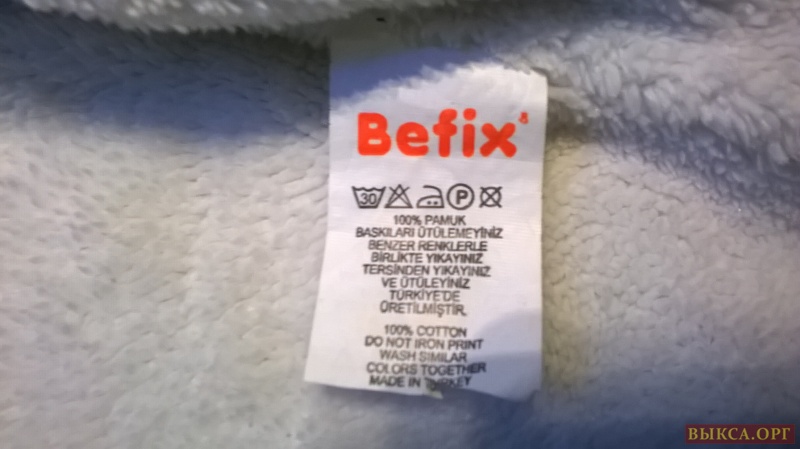 Befix
30 P
100% PAMUK
BASKILARI ÜTÜLEMEYİNİZ
BENZER RENKLERLE
BİRLİKTE YIKAYINIZ
TERSİNDEN YIKAYINIZ
VE ÜTÜLEYİNİZ
TÜRKİYE'DE
ÜRETİLMİŞTİR.
100% COTTON
DO NOT IRON PRINT
WASH SIMILAR
COLORS TOGETHER
MADE IN TURKEY
ВЫКСА.ОРГ